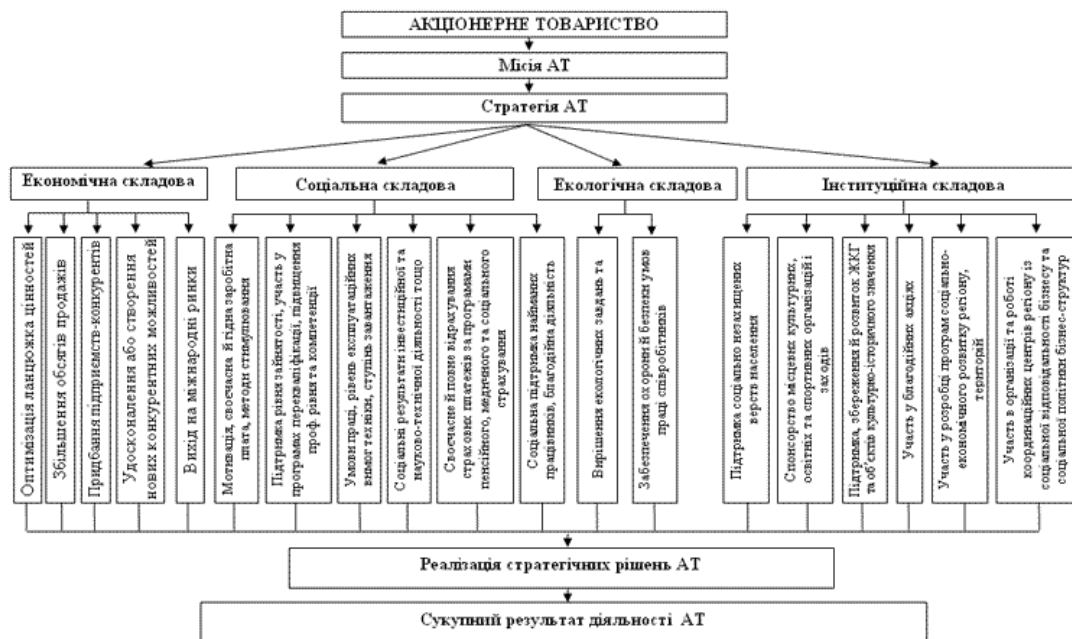 АКЦІОНЕРНЕ ТОВАРИСТВО
Місія АТ
Стратегія АТ
Економічна складова
Соціальна складова
Екологічна складова
Інституційна складова
Оптимізація ланцюжка цінностей
Збільшення обсягів продажів
Придбання підприємств-конкурентів
Удосконалення або створення
нових конкурентних можливостей
Вихід на міжнародні ринки
Мотивація, своєчасна й гідна заробітна
плата, методи стимулювання
Підтримка рівня зайнятості, участь у
програмах перекваліфікації, підвищення
проф. рівня та компетенції
Умови праці, рівень експлуатаційних
вимог техніки, ступінь завантаження
Соціальні результати інвестиційної та
науково-технічної діяльності тощо
Своєчасне й повне відрахування
страхових платежів за програмами
пенсійного, медичного та соціального
страхування
Соціальна підтримка найманих
працівників, благодійна діяльність
Вирішення екологічних завдань та
Забезпечення охорони й безпеки умов
праці співробітників
Підтримка соціально незахищених
верств населення
Спонсорство місцевих культурних,
освітніх та спортивних організацій і
заходів
Підтримка, збереження й розвиток ЖКГ
та об'єктів культурно-історичного значення
Участь у благодійних акціях
Участь у розробці програм соціально-
економічного розвитку регіону,
територій
Участь в організації та роботі
координаційних центрів регіону із
соціальної відповідальності бізнесу та
соціальної політики бізнес-структур
Реалізація стратегічних рішень АТ
Сукупний результат діяльності АТ